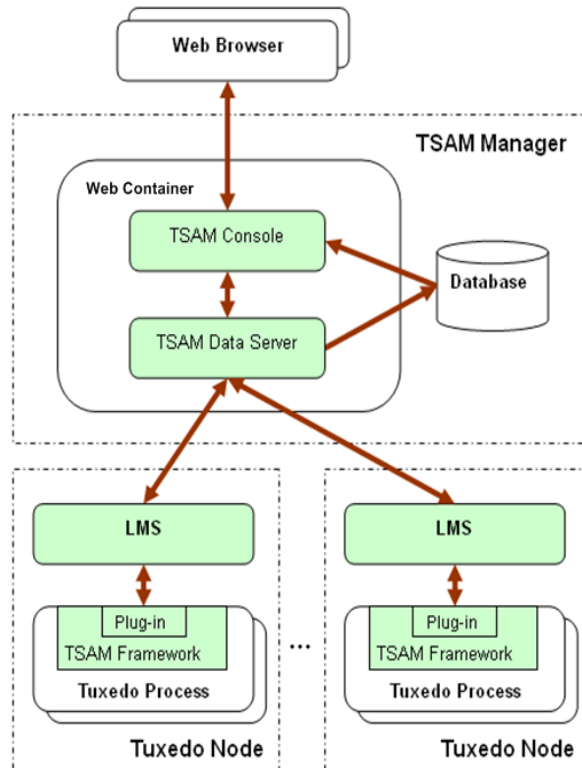 Web Browser
TSAM Manager
Web Container
TSAM Console
Database
TSAM Data Server
LMS
LMS
Plug-in
TSAM Framework
Tuxedo Process
...
Plug-in
TSAM Framework
Tuxedo Process
Tuxedo Node
Tuxedo Node